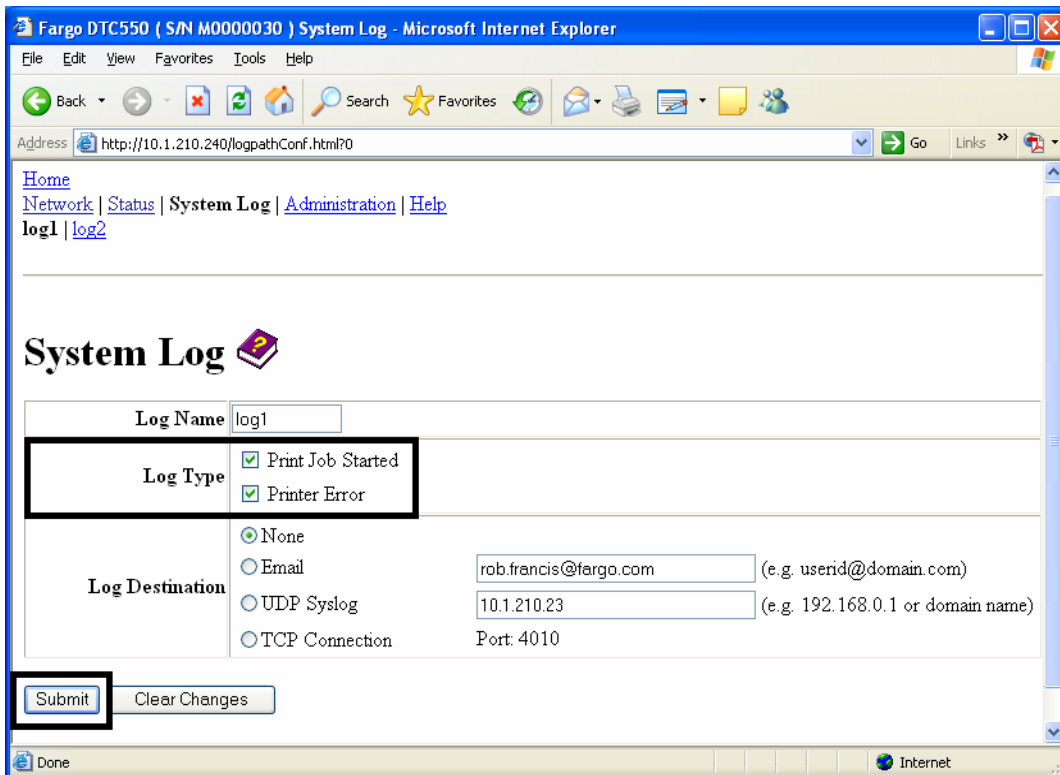 Fargo DTC550 ( S/N M0000030 ) System Log - Microsoft Internet Explorer
File Edit View Favorites Tools Help
Back Search Favorites
Address http://10.1.210.240/logpathConf.html?0 Go Links »
Home
Network | Status | System Log | Administration | Help
log1 | log2
System Log ?
Log Name log1
Log Type Print Job Started
Printer Error
Log Destination None
Email rob.francis@fargo.com (e.g. userid@domain.com)
UDP Syslog 10.1.210.23 (e.g. 192.168.0.1 or domain name)
TCP Connection Port: 4010
Submit Clear Changes
Done Internet